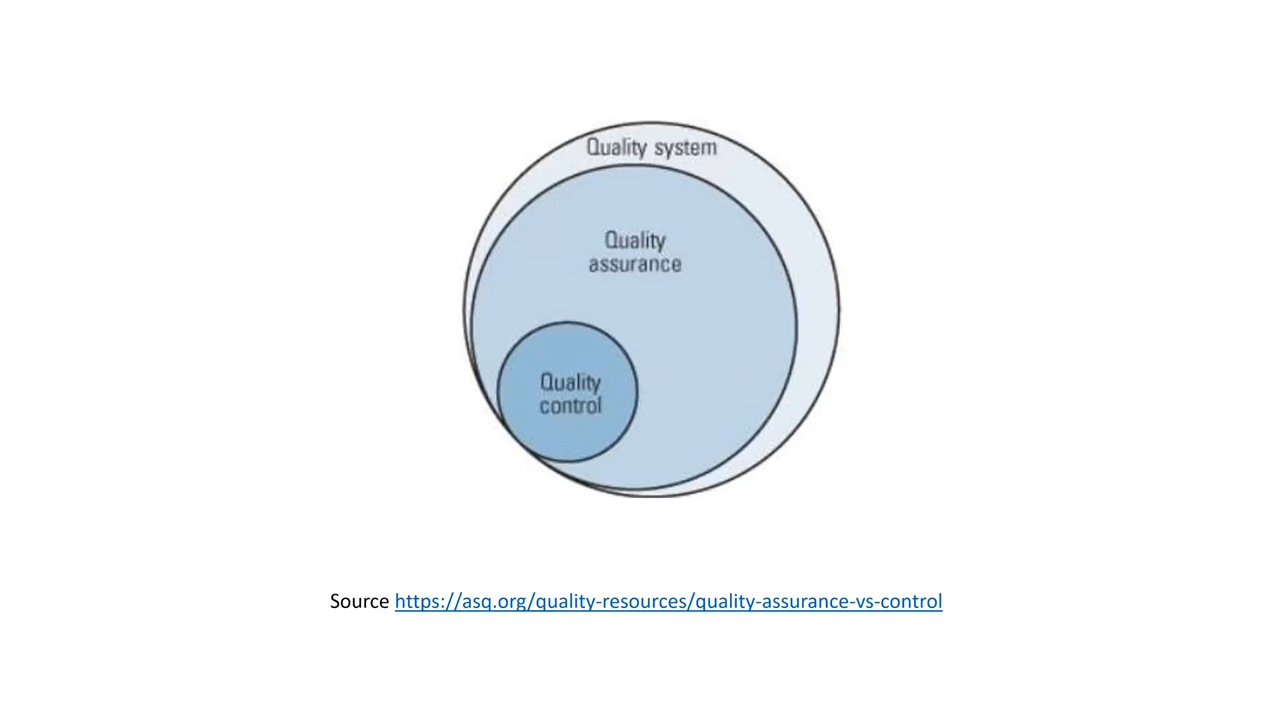 Quality system
Quality
assurance
Quality
control
Source https://asq.org/quality-resources/quality-assurance-vs-control